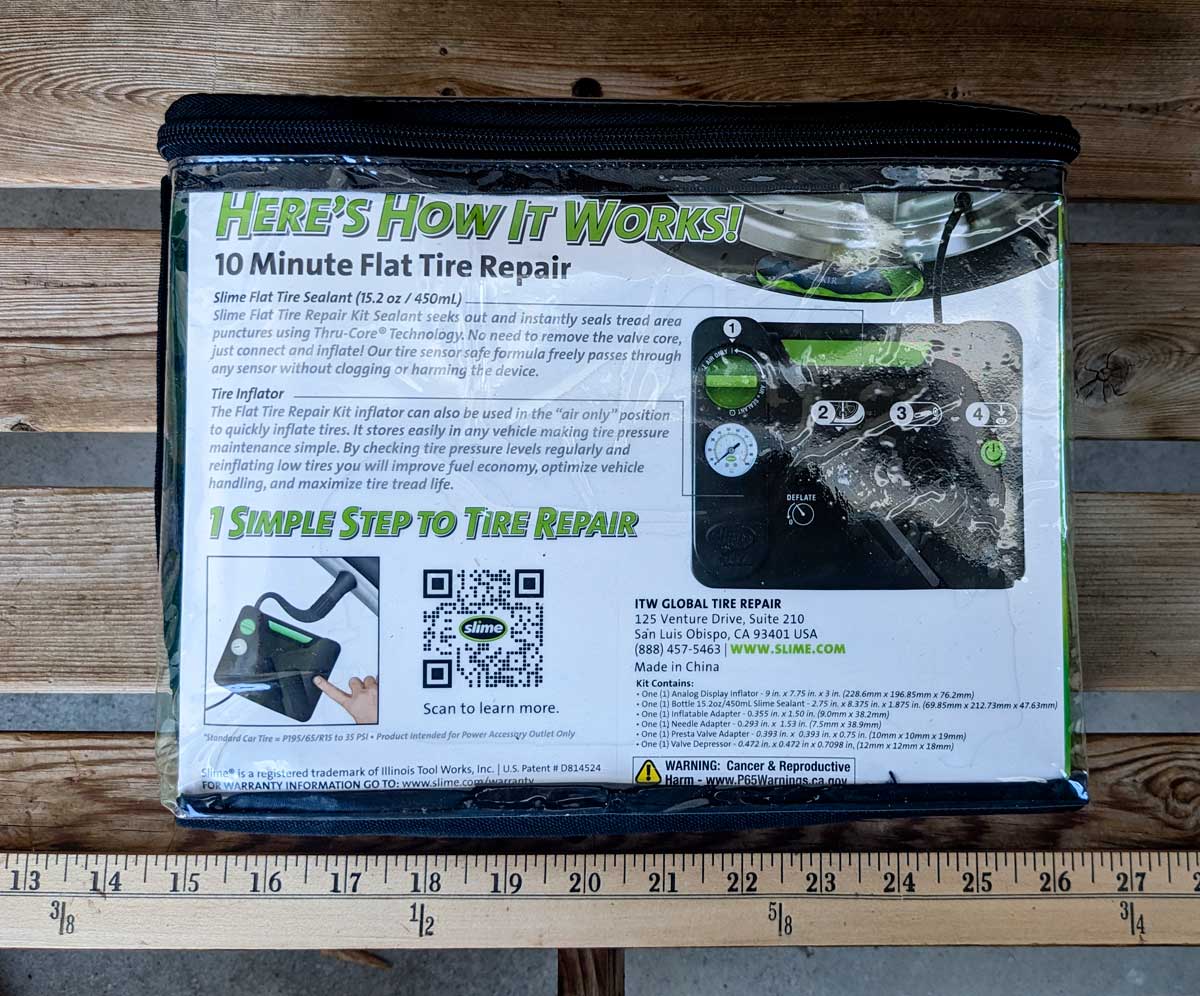 HERE'S HOW IT WORKS!
10 Minute Flat Tire Repair
Slime Flat Tire Sealant (15.2 oz / 450mL)
Slime Flat Tire Repair Kit Sealant seeks out and instantly seals tread area
punctures using Thru-Core® Technology. No need to remove the valve core,
just connect and inflate! Our tire sensor safe formula freely passes through
any sensor without clogging or harming the device.
Tire Inflator
The Flat Tire Repair Kit inflator can also be used in the "air only" position
to quickly inflate tires. It stores easily in any vehicle making tire pressure
maintenance simple. By checking tire pressure levels regularly and
reinflating low tires you will improve fuel economy, optimize vehicle
handling, and maximize tire tread life.
1
AIR ONLY
AIR + SEALANT
2 3 4
DEFLATE
1 SIMPLE STEP TO TIRE REPAIR
slime
Scan to learn more.
*Standard Car Tire = P195/65/R15 to 35 PSI • Product intended for Power Accessory Outlet Only
Slime® is a registered trademark of Illinois Tool Works, Inc. | U.S. Patent # D814524
FOR WARRANTY INFORMATION GO TO: www.slime.com/warranty
ITW GLOBAL TIRE REPAIR
125 Venture Drive, Suite 210
San Luis Obispo, CA 93401 USA
(888) 457-5463 | WWW.SLIME.COM
Made in China
Kit Contains:
• One (1) Analog Display Inflator - 9 in. x 7.75 in. x 3 in. (228.6mm x 196.85mm x 76.2mm)
• One (1) Bottle 15.2oz/450mL Slime Sealant - 2.75 in. x 8.375 in. x 1.875 in. (69.85mm x 212.73mm x 47.63mm)
• One (1) Inflatable Adapter - 0.355 in. x 1.50 in. (9.0mm x 38.2mm)
• One (1) Needle Adapter - 0.293 in. x 1.53 in. (7.5mm x 38.9mm)
• One (1) Presta Valve Adapter - 0.393 in. x 0.393 in. x 0.75 in. (10mm x 10mm x 19mm)
• One (1) Valve Depressor - 0.472 in. x 0.472 in x 0.7098 in, (12mm x 12mm x 18mm)
WARNING: Cancer & Reproductive
Harm - www.P65Warnings.ca.gov
13 14 15 16 17 18 19 20 21 22 23 24 25 26 27
3/8 1/2 5/8 3/4